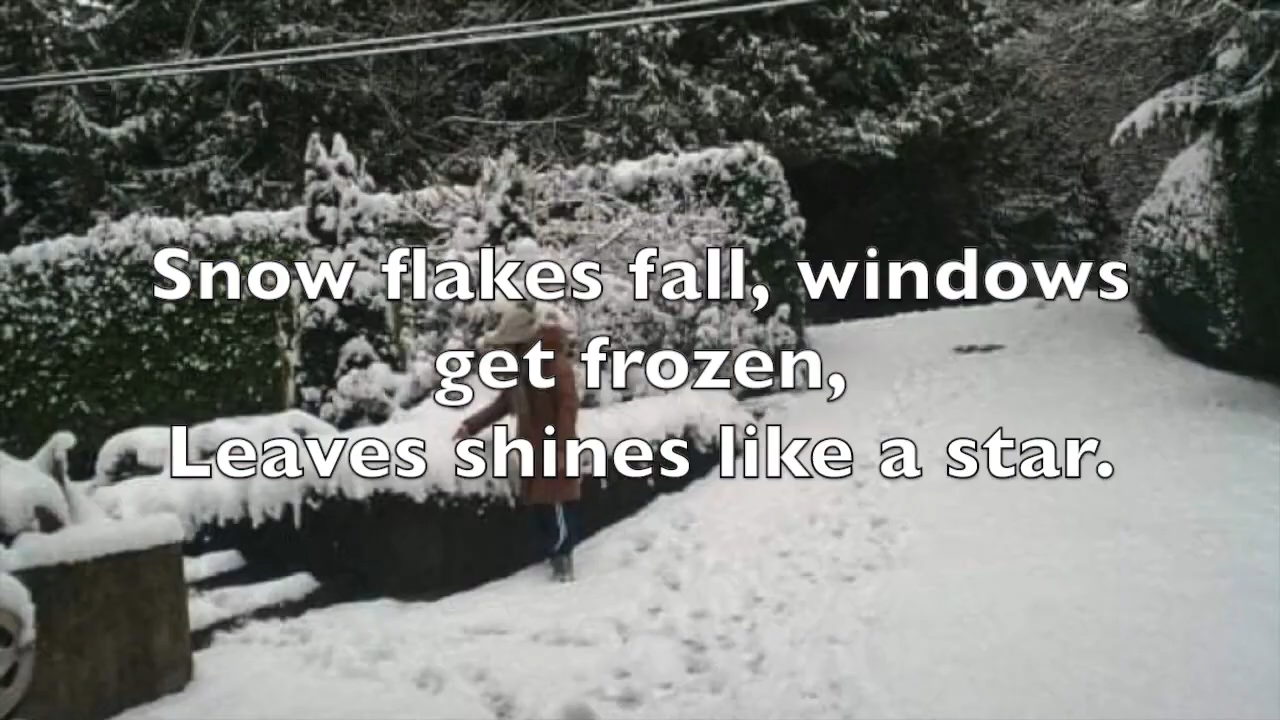 Snow flakes fall, windows
get frozen,
Leaves shines like a star.